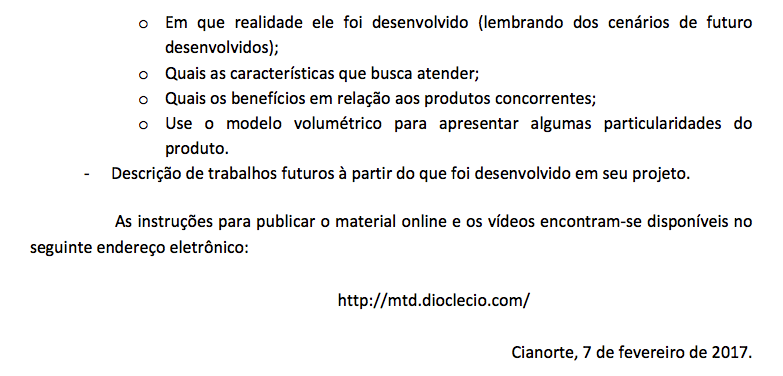 o Em que realidade ele foi desenvolvido (lembrando dos cenários de futuro
desenvolvidos);
o Quais as características que busca atender;
o Quais os benefícios em relação aos produtos concorrentes;
o Use o modelo volumétrico para apresentar algumas particularidades do
produto.
- Descrição de trabalhos futuros à partir do que foi desenvolvido em seu projeto.
As instruções para publicar o material online e os vídeos encontram-se disponíveis no
seguinte endereço eletrônico:
http://mtd.dioclecio.com/
Cianorte, 7 de fevereiro de 2017.